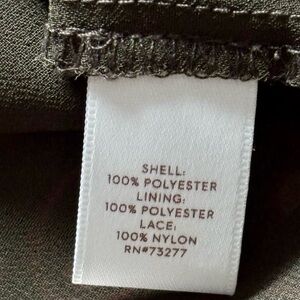 SHELL:
100% POLYESTER
LINING:
100% POLYESTER
LACE:
100% NYLON
RN#73277